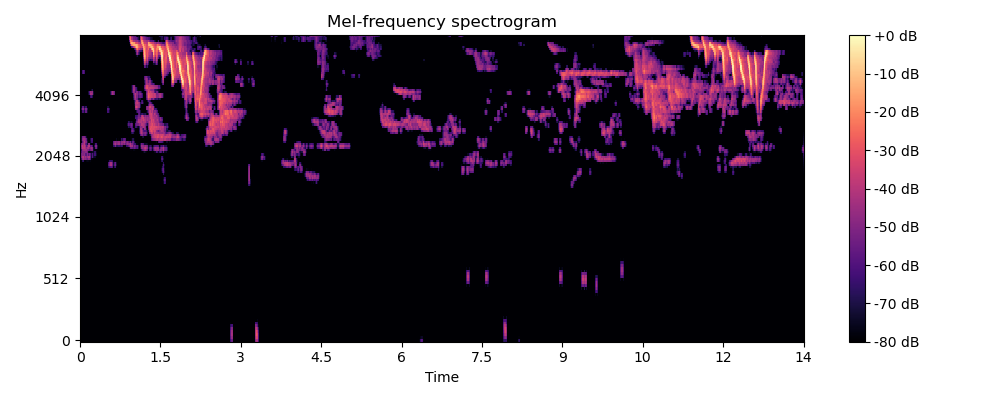 Mel-frequency spectrogram
Hz
4096
2048
1024
512
0
0 1.5 3 4.5 6 7.5 9 10 12 14
Time
+0 dB
-10 dB
-20 dB
-30 dB
-40 dB
-50 dB
-60 dB
-70 dB
-80 dB